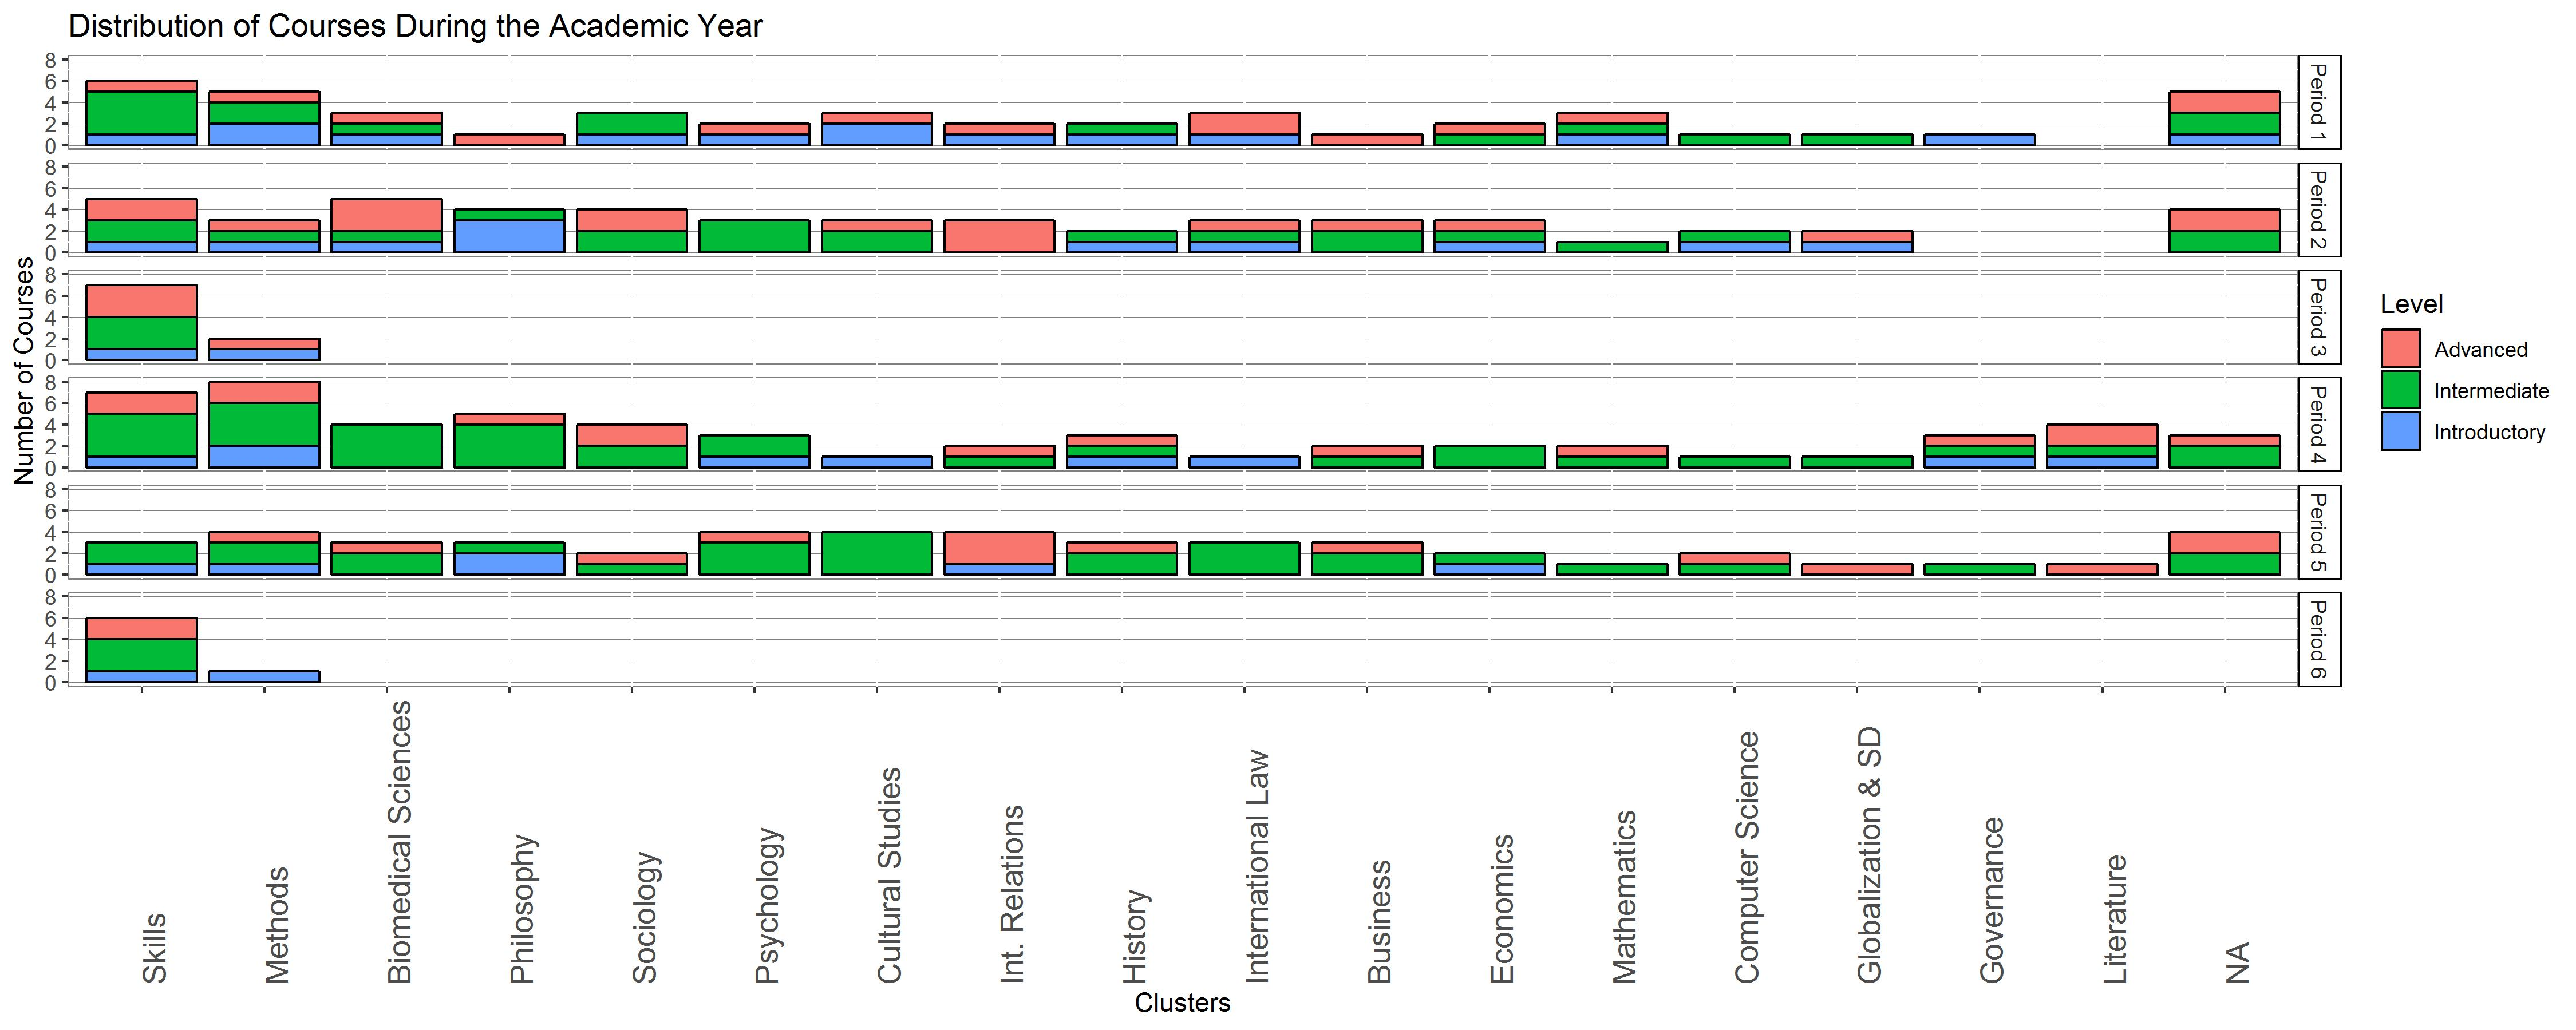 Distribution of Courses During the Academic Year
Number of Courses
8
6
4
2
0
Period 1
8
6
4
2
0
Period 2
8
6
4
2
0
Period 3
8
6
4
2
0
Period 4
8
6
4
2
0
Period 5
8
6
4
2
0
Period 6
Skills
Methods
Biomedical Sciences
Philosophy
Sociology
Psychology
Cultural Studies
Int. Relations
History
International Law
Business
Economics
Mathematics
Computer Science
Globalization & SD
Governance
Literature
NA
Clusters
Level
Advanced
Intermediate
Introductory